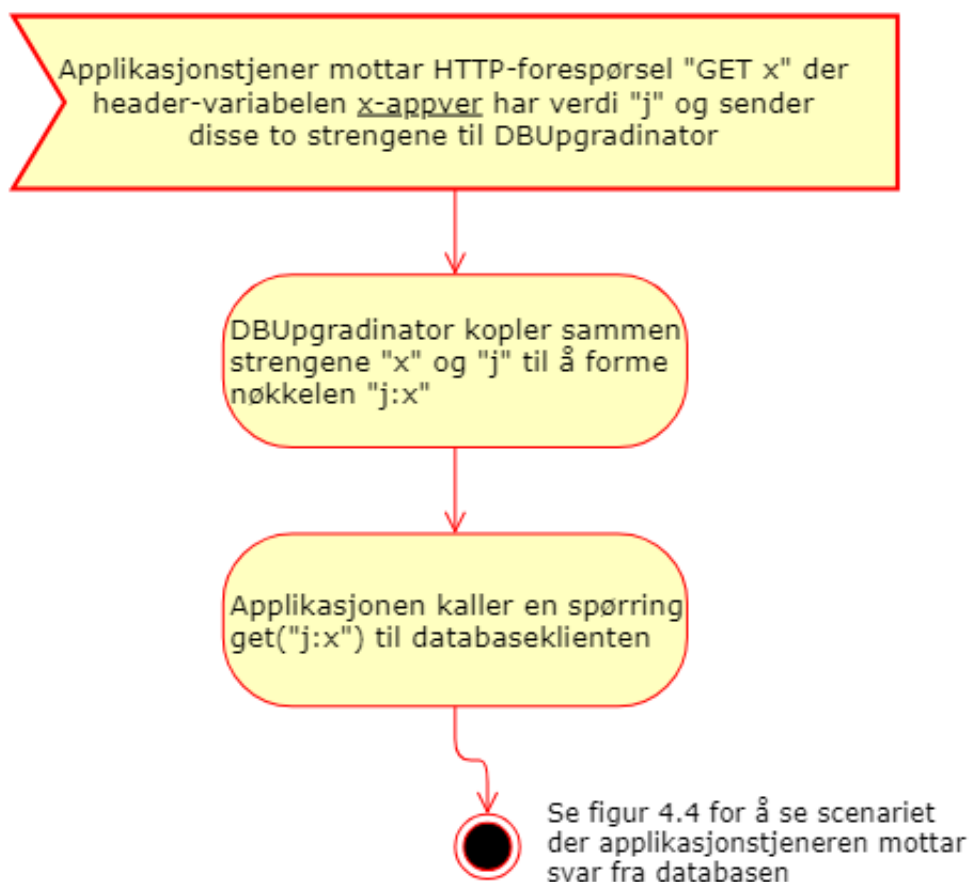 Applikasjonstjener mottar HTTP-forespørsel "GET x" der
header-variabelen x-appver har verdi "j" og sender
disse to strengene til DBUpgradinator
DBUpgradinator kopler sammen
strengene "x" og "j" til å forme
nøkkelen "j:x"
Applikasjonen kaller en spørring
get("j:x") til databaseklienten
Se figur 4.4 for å se scenariet
der applikasjonstjeneren mottar
svar fra databasen